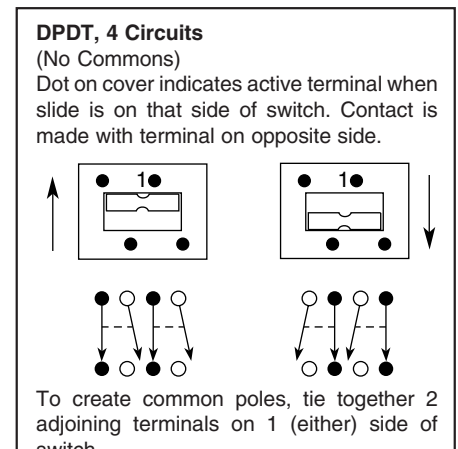 DPDT, 4 Circuits
(No Commons)
Dot on cover indicates active terminal when
slide is on that side of switch. Contact is
made with terminal on opposite side.
1 1
To create common poles, tie together 2
adjoining terminals on 1 (either) side of